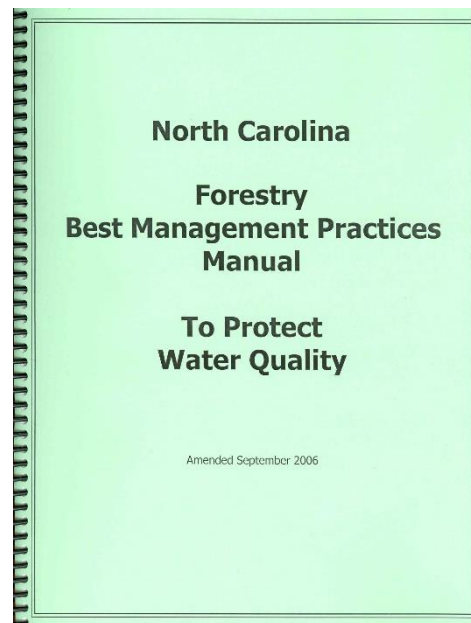 North Carolina
Forestry
Best Management Practices
Manual
To Protect
Water Quality
Amended September 2006